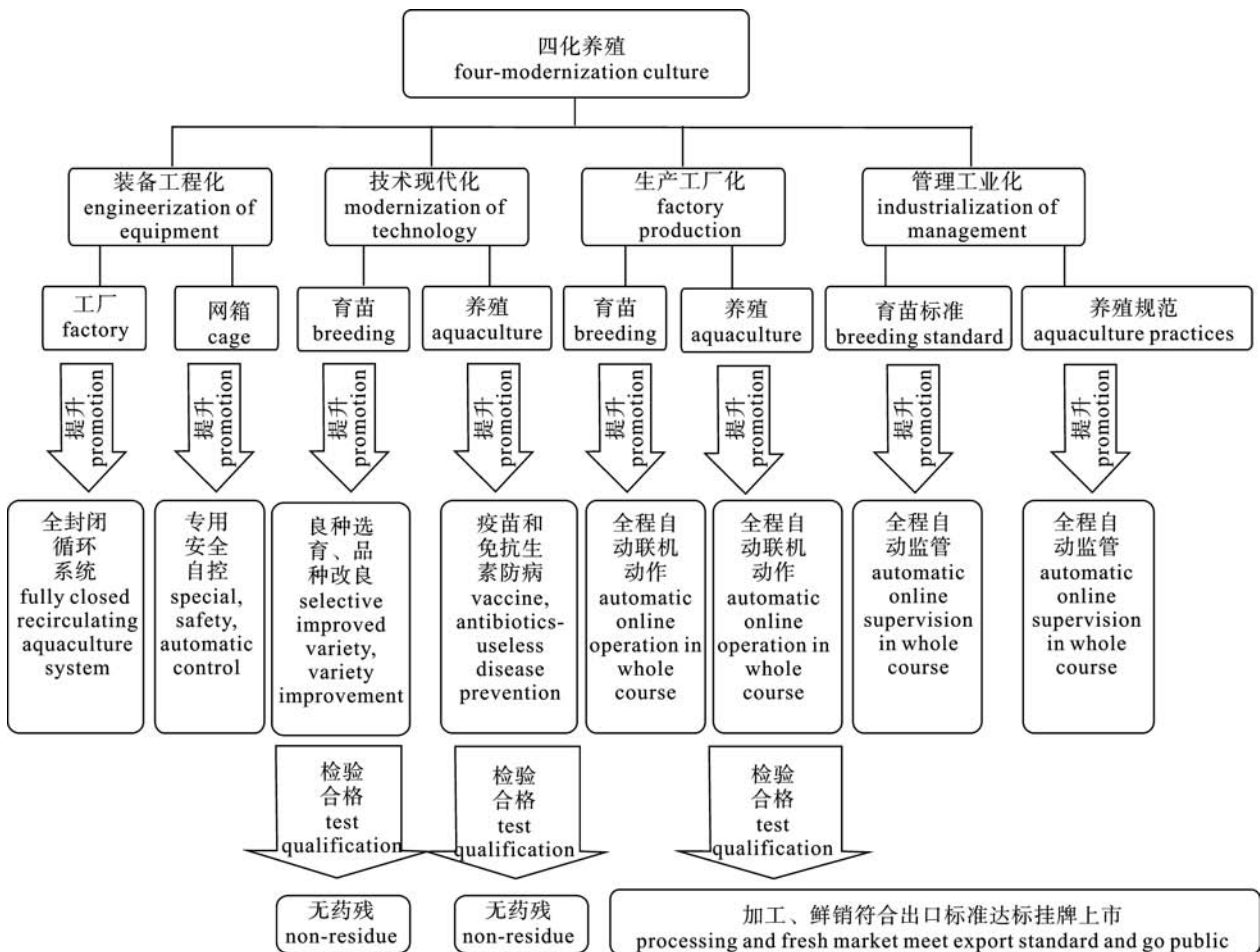 四化养殖
four-modernization culture
装备工程化
engineerization of
equipment
技术现代化
modernization of
technology
生产工厂化
factory
production
管理工业化
industrialization of
management
工厂
factory
网箱
cage
育苗
breeding
养殖
aquaculture
育苗
breeding
养殖
aquaculture
育苗标准
breeding standard
养殖规范
aquaculture practices
提升
promotion
提升
promotion
提升
promotion
提升
promotion
提升
promotion
提升
promotion
提升
promotion
提升
promotion
全封闭
循环
系统
fully closed
recirculating
aquaculture
system
专用
安全
自控
special,
safety,
automatic
control
良种选
育、品
种改良
selective
improved
variety,
variety
improvement
疫苗和
免抗生
素防病
vaccine,
antibiotics-
useless
disease
prevention
全程自
动联机
动作
automatic
online
operation in
whole
course
全程自
动联机
动作
automatic
online
operation in
whole
course
全程自
动监管
automatic
online
supervision
in whole
course
全程自
动监管
automatic
online
supervision
in whole
course
检验
合格
test
qualification
检验
合格
test
qualification
检验
合格
test
qualification
无药残
non-residue
无药残
non-residue
加工、鲜销符合出口标准达标挂牌上市
processing and fresh market meet export standard and go public